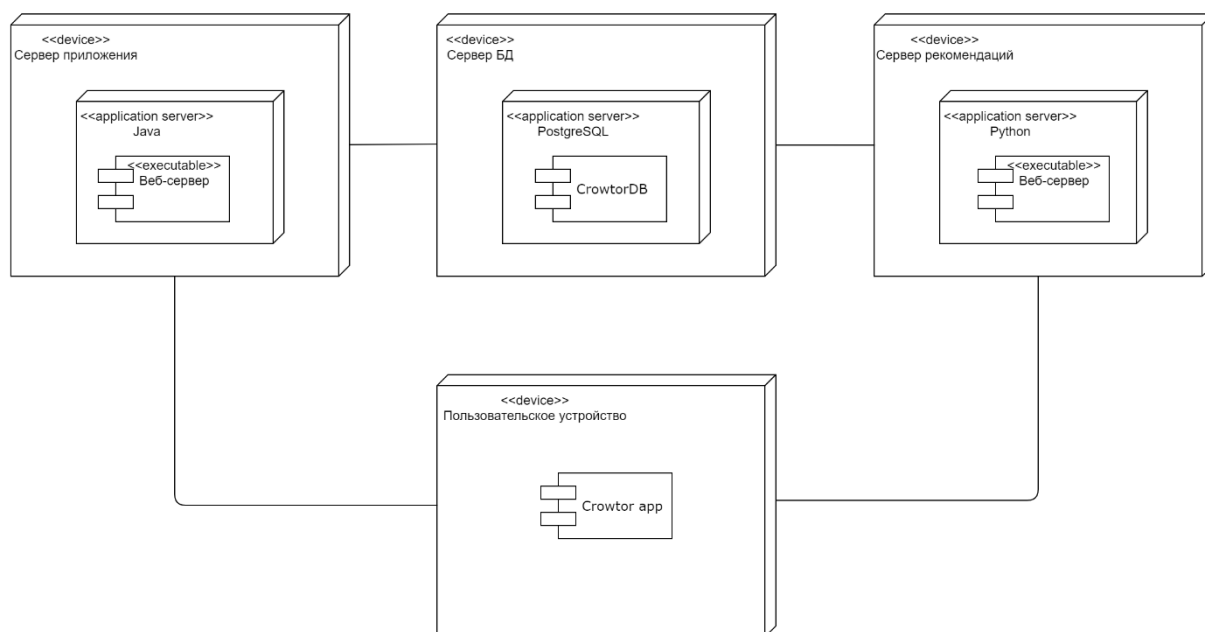 <<device>>
Сервер приложения
<<application server>>
Java
<<executable>>
Веб-сервер
<<device>>
Сервер БД
<<application server>>
PostgreSQL
CrowtorDB
<<device>>
Сервер рекомендаций
<<application server>>
Python
<<executable>>
Веб-сервер
<<device>>
Пользовательское устройство
Crowtor app